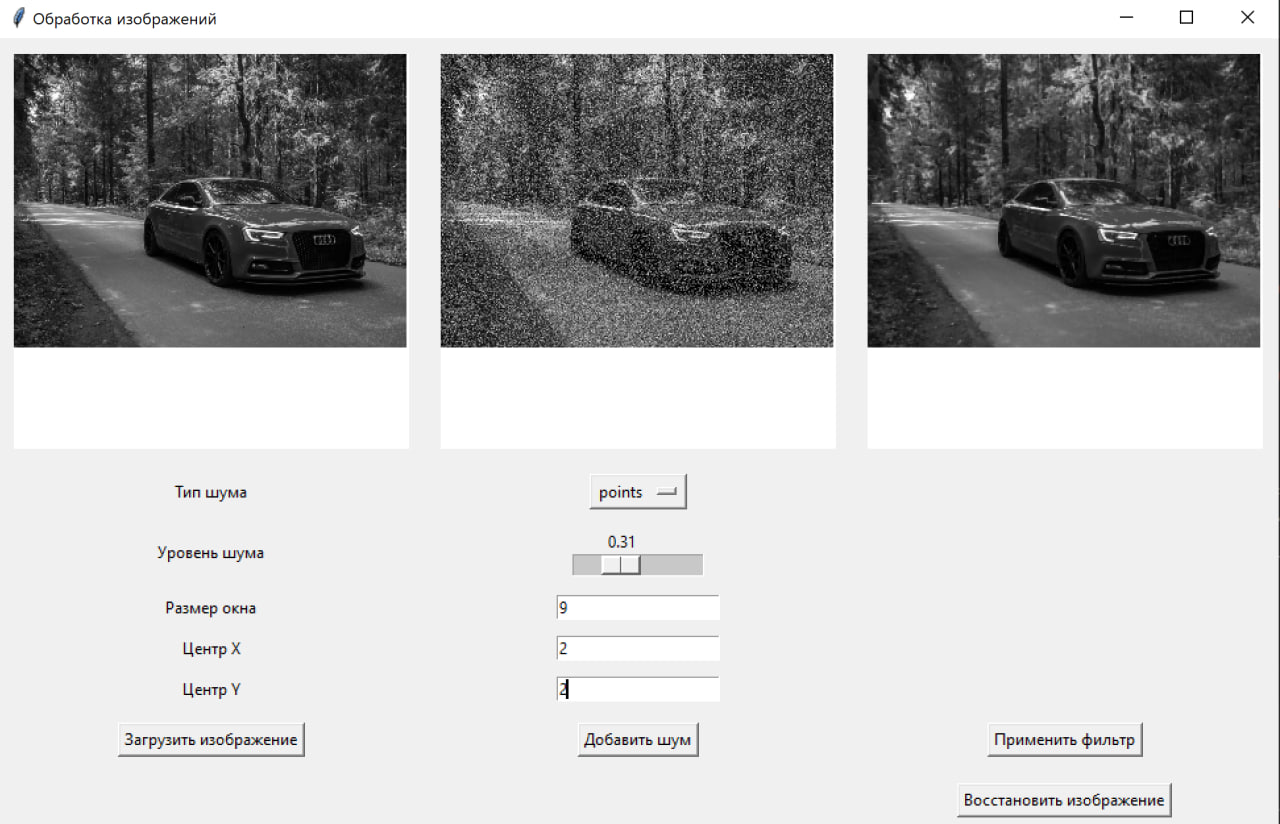 Обработка изображений
Тип шума
points
Уровень шума
0.31
Размер окна
9
Центр X
2
Центр Y
2
Загрузить изображение
Добавить шум
Применить фильтр
Восстановить изображение